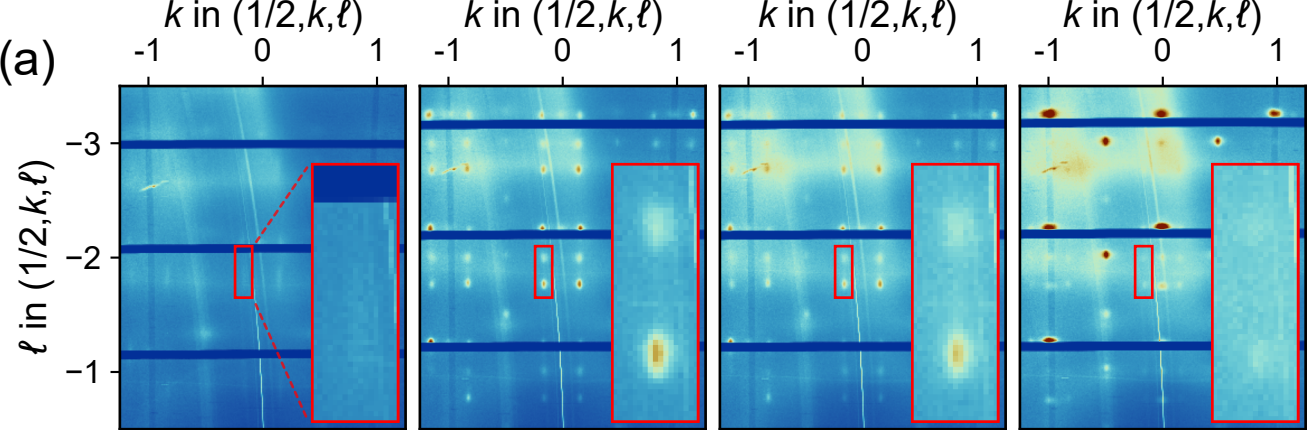 k in (1/2,k,ℓ) k in (1/2,k,ℓ) k in (1/2,k,ℓ) k in (1/2,k,ℓ)
-1 0 1 -1 0 1 -1 0 1 -1 0 1
(a)
ℓ in (1/2,k,ℓ)
−3
−2
−1